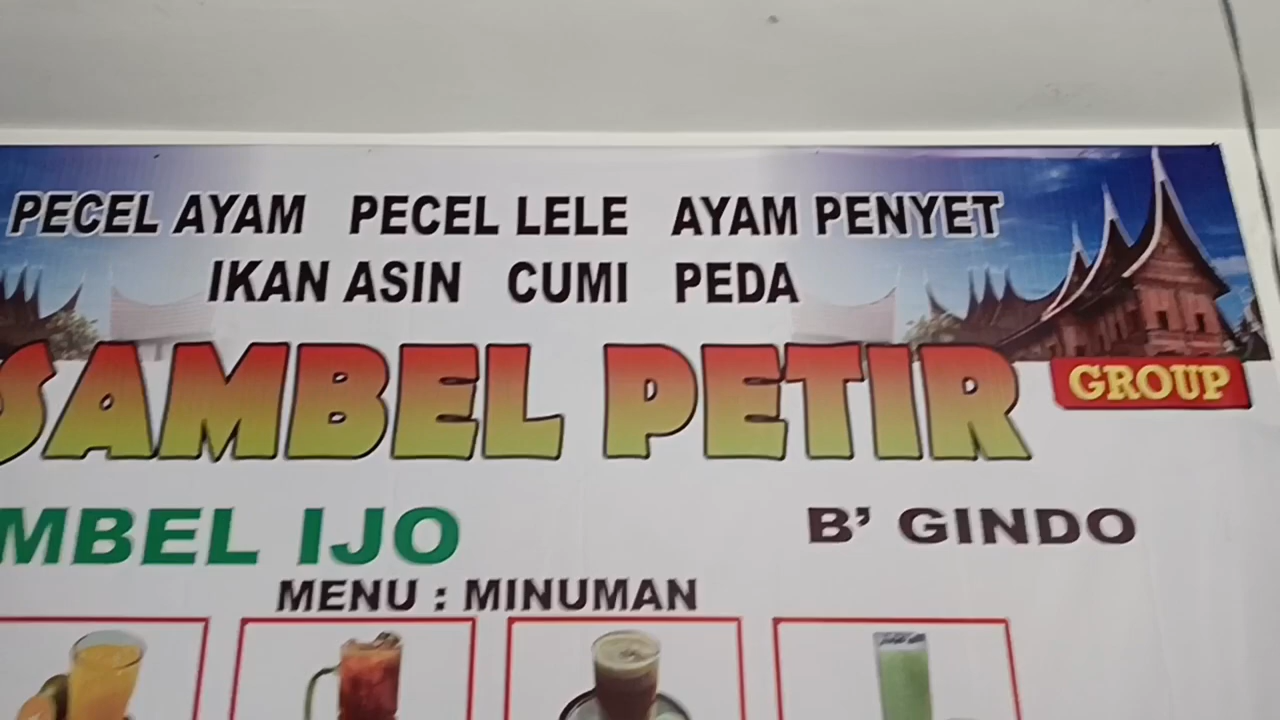 PECEL AYAM PECEL LELE AYAM PENYET
IKAN ASIN CUMI PEDA
SAMBEL PETIR
GROUP
MBEL IJO
B' GINDO
MENU : MINUMAN